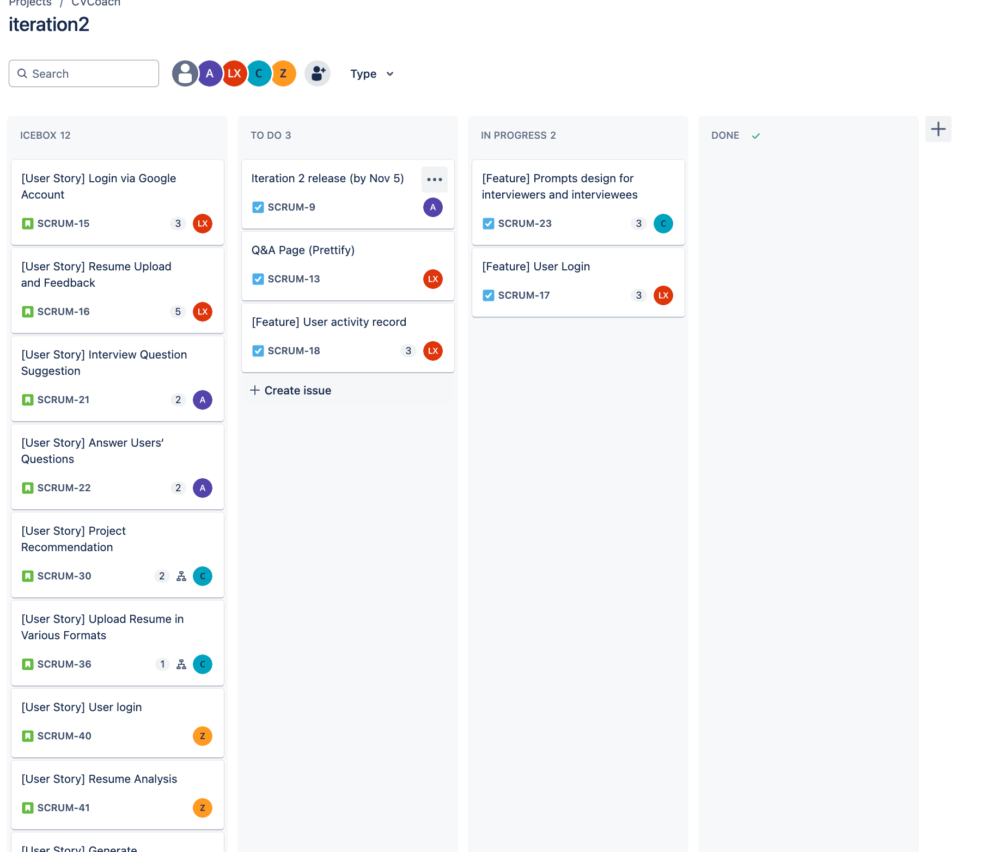 Projects / CVCoach
iteration2
Search
A
LX
C
Z
Type
ICEBOX 12
[User Story] Login via Google
Account
SCRUM-15
3
LX
[User Story] Resume Upload
and Feedback
SCRUM-16
5
LX
[User Story] Interview Question
Suggestion
SCRUM-21
2
A
[User Story] Answer Users‘
Questions
SCRUM-22
2
A
[User Story] Project
Recommendation
SCRUM-30
2
C
[User Story] Upload Resume in
Various Formats
SCRUM-36
1
C
[User Story] User login
SCRUM-40
Z
[User Story] Resume Analysis
SCRUM-41
Z
[User Story] Generate
TO DO 3
Iteration 2 release (by Nov 5)
SCRUM-9
A
Q&A Page (Prettify)
SCRUM-13
LX
[Feature] User activity record
SCRUM-18
3
LX
Create issue
IN PROGRESS 2
[Feature] Prompts design for
interviewers and interviewees
SCRUM-23
3
C
[Feature] User Login
SCRUM-17
3
LX
DONE